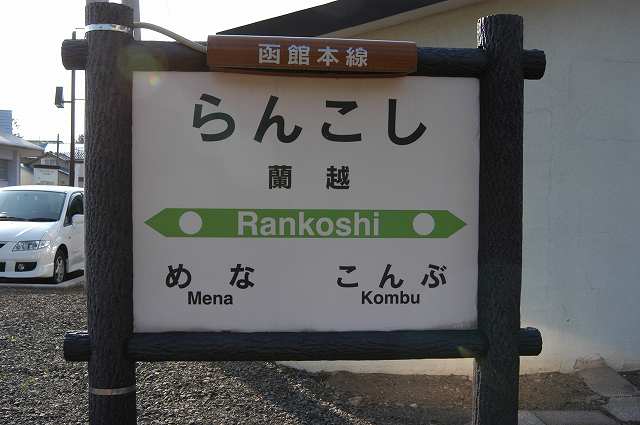 函館本線
らんこし
蘭越
Rankoshi
めな こんぶ
Mena Kombu